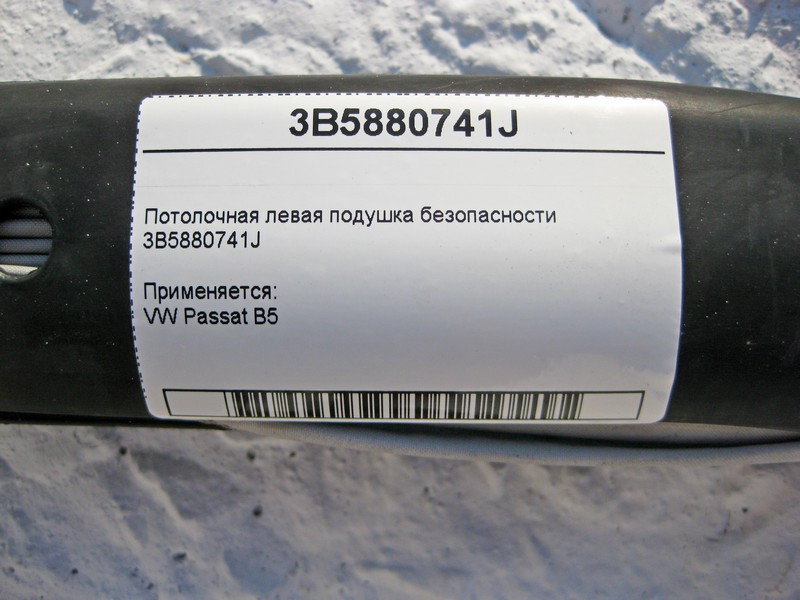 3B5880741J
Потолочная левая подушка безопасности
3B5880741J
Применяется:
VW Passat B5